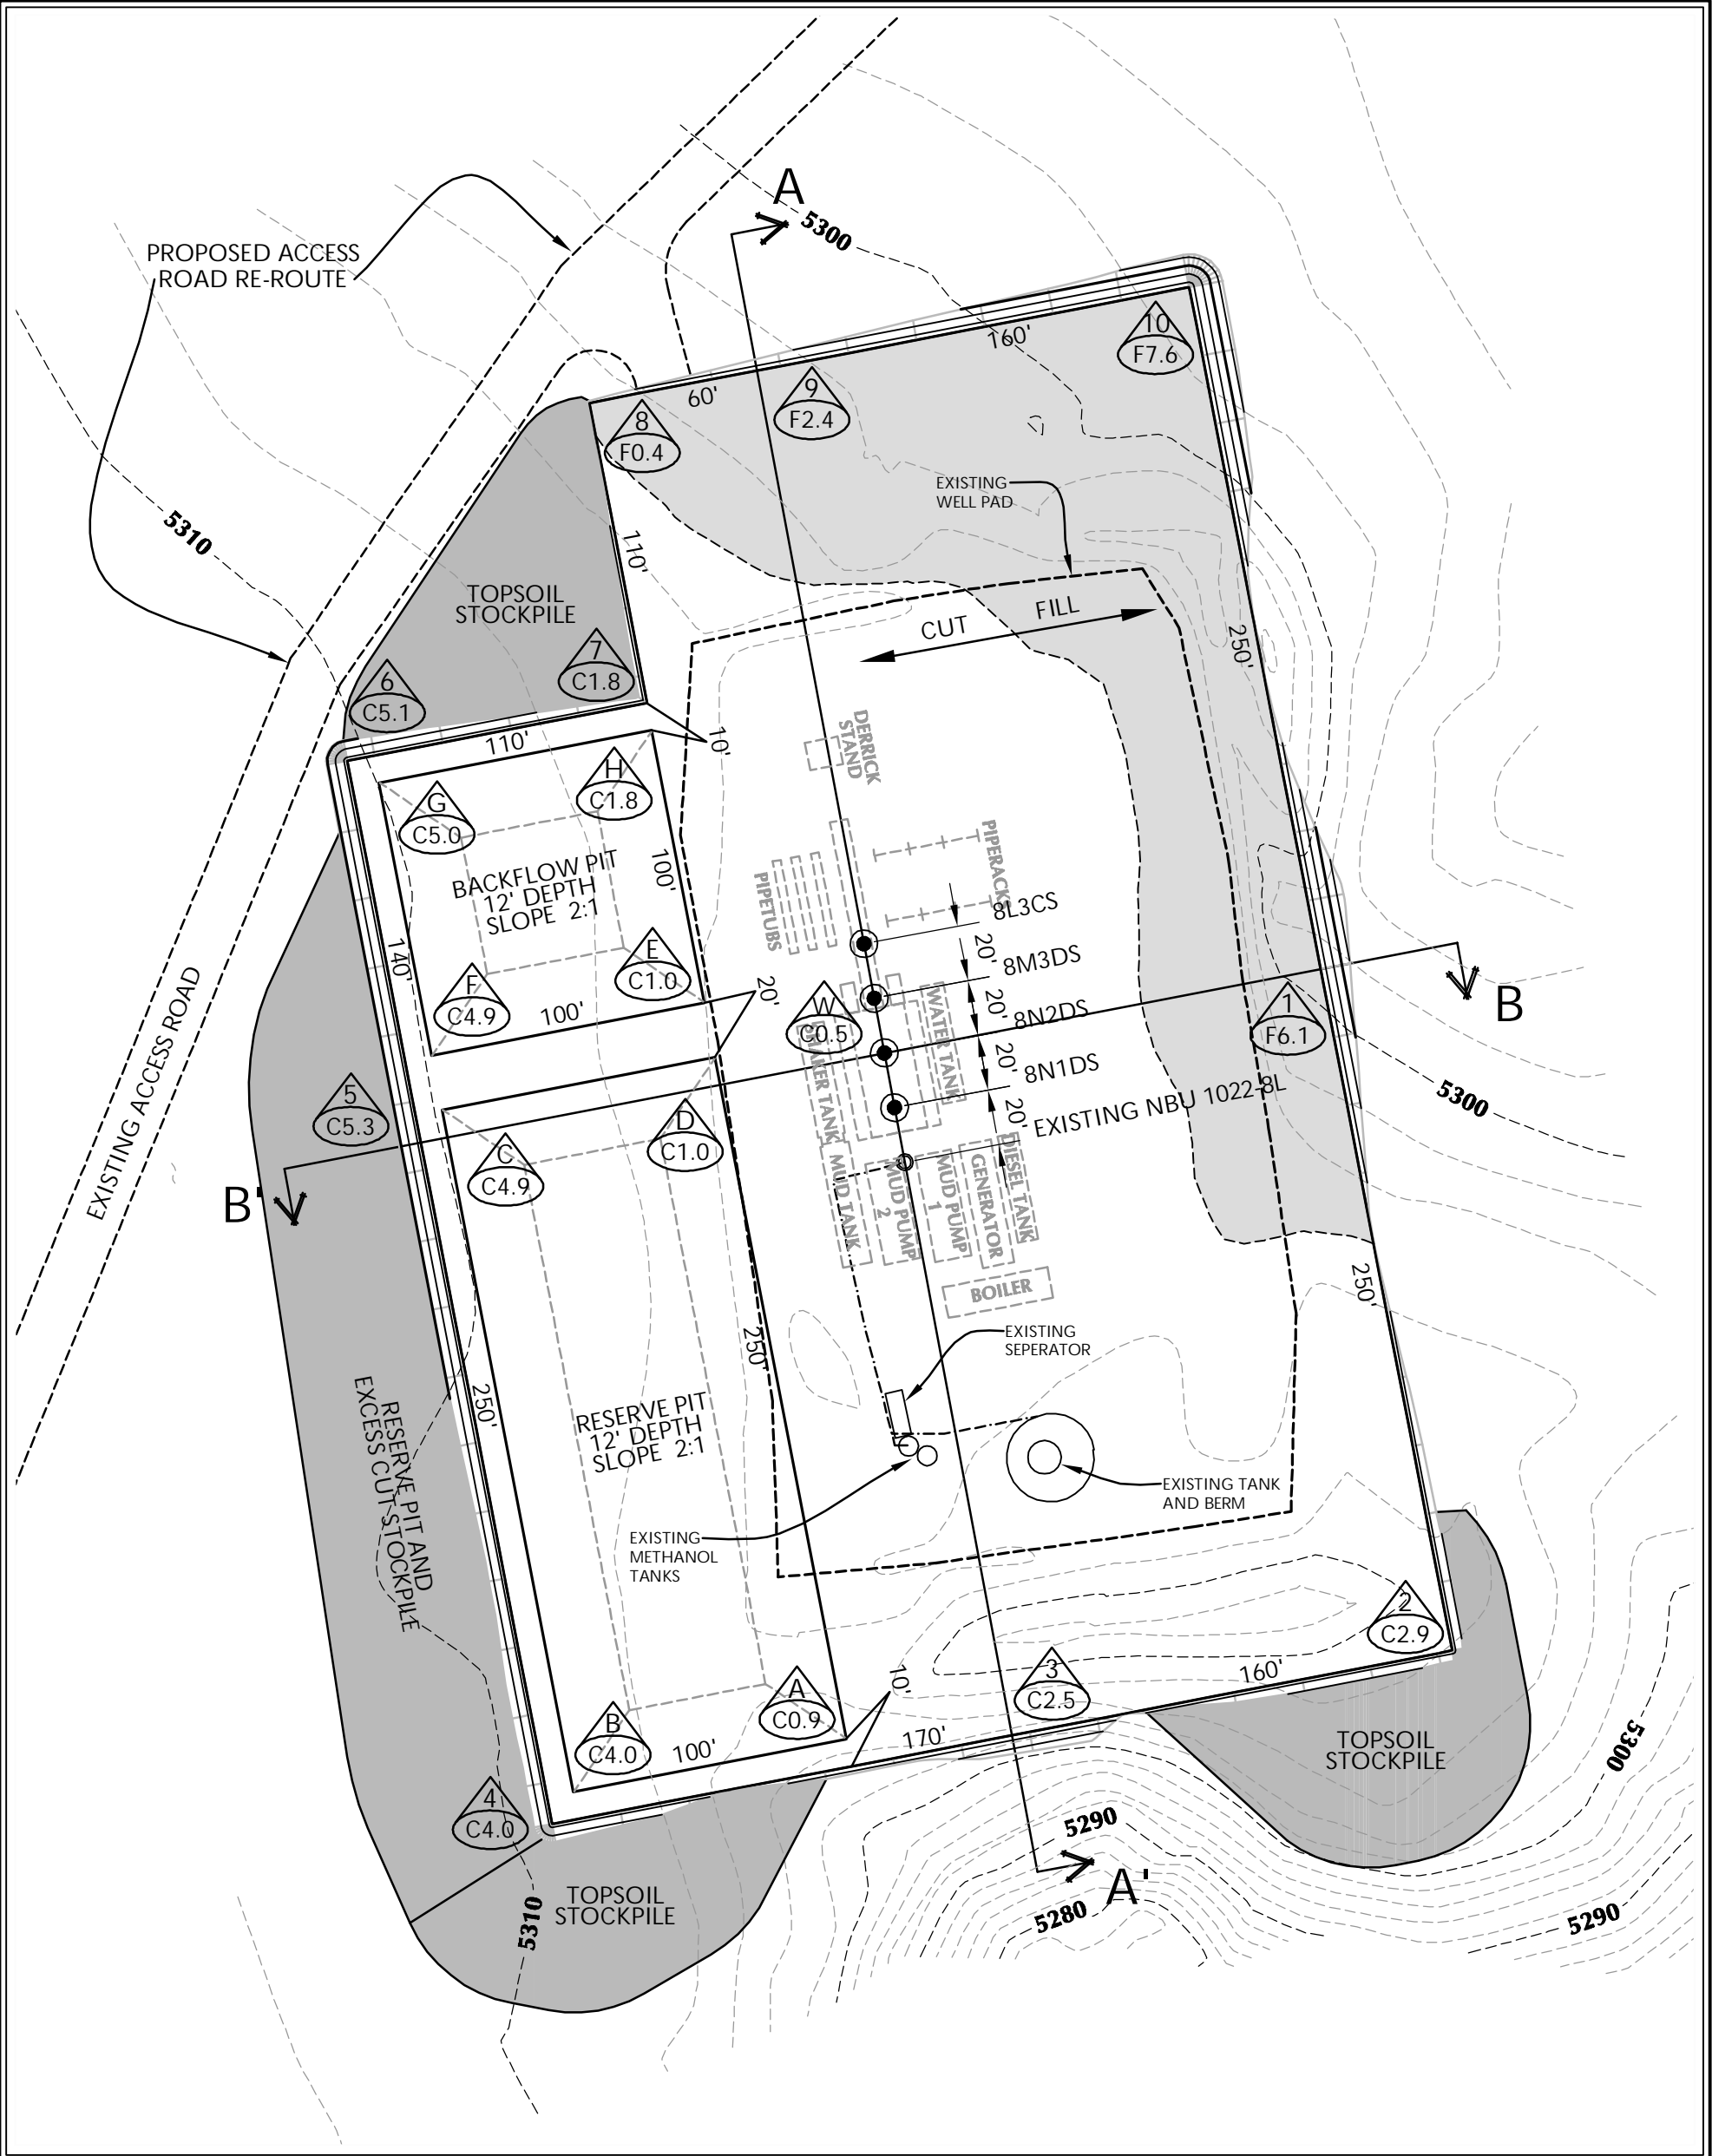 A
5300
PROPOSED ACCESS
ROAD RE-ROUTE
10
F7.6
160'
60'
9
F2.4
8
F0.4
EXISTING
WELL PAD
5310
110'
TOPSOIL
STOCKPILE
CUT
FILL
250'
7
C1.8
6
C5.1
110'
10'
DERRICK
STAND
H
C1.8
G
C5.0
BACKFLOW PIT
12' DEPTH
SLOPE 2:1
100'
PIPETUBS
PIPERACKS
8L3CS
20'
8M3DS
20'
8N2DS
20'
8N1DS
20'
EXISTING NBU 1022-8L
140'
E
C1.0
F
C4.9
100'
20'
W
C0.5
SHAKER TANK
WATER TANK
1
F6.1
B
5300
EXISTING ACCESS ROAD
5
C5.3
D
C1.0
C
C4.9
B'
MUD TANK
MUD PUMP
2
MUD PUMP
1
GENERATOR
DIESEL TANK
BOILER
250'
EXISTING
SEPERATOR
250'
250'
RESERVE PIT
12' DEPTH
SLOPE 2:1
RESERVE PIT AND
EXCESS CUT STOCKPILE
EXISTING TANK
AND BERM
EXISTING
METHANOL
TANKS
2
C2.9
3
C2.5
160'
10'
A
C0.9
B
C4.0
100'
170'
TOPSOIL
STOCKPILE
5300
4
C4.0
5290
A'
TOPSOIL
STOCKPILE
5310
5280
5290